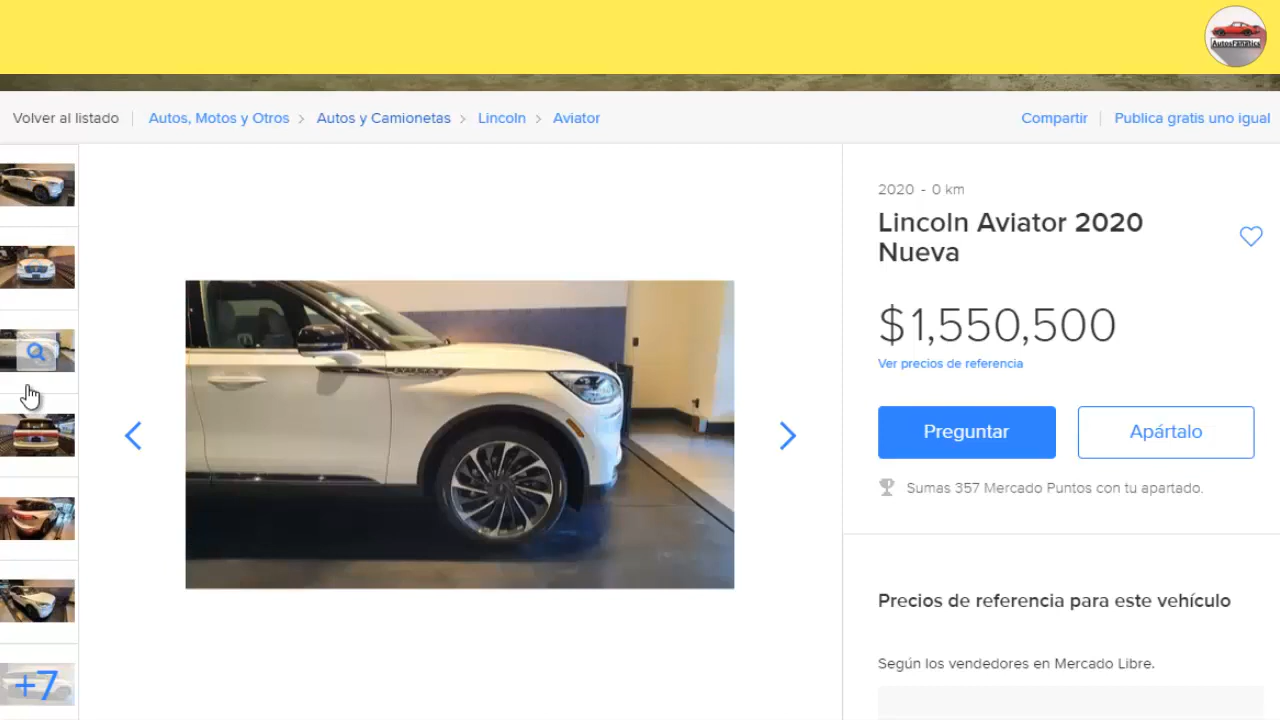 AutosFanRics
Volver al listado
Autos, Motos y Otros > Autos y Camionetas > Lincoln > Aviator
Compartir
Publica gratis uno igual
2020 - 0 km
Lincoln Aviator 2020
Nueva
$1,550,500
Ver precios de referencia
Preguntar
Apártalo
Sumas 357 Mercado Puntos con tu apartado.
Precios de referencia para este vehículo
Según los vendedores en Mercado Libre.
+7